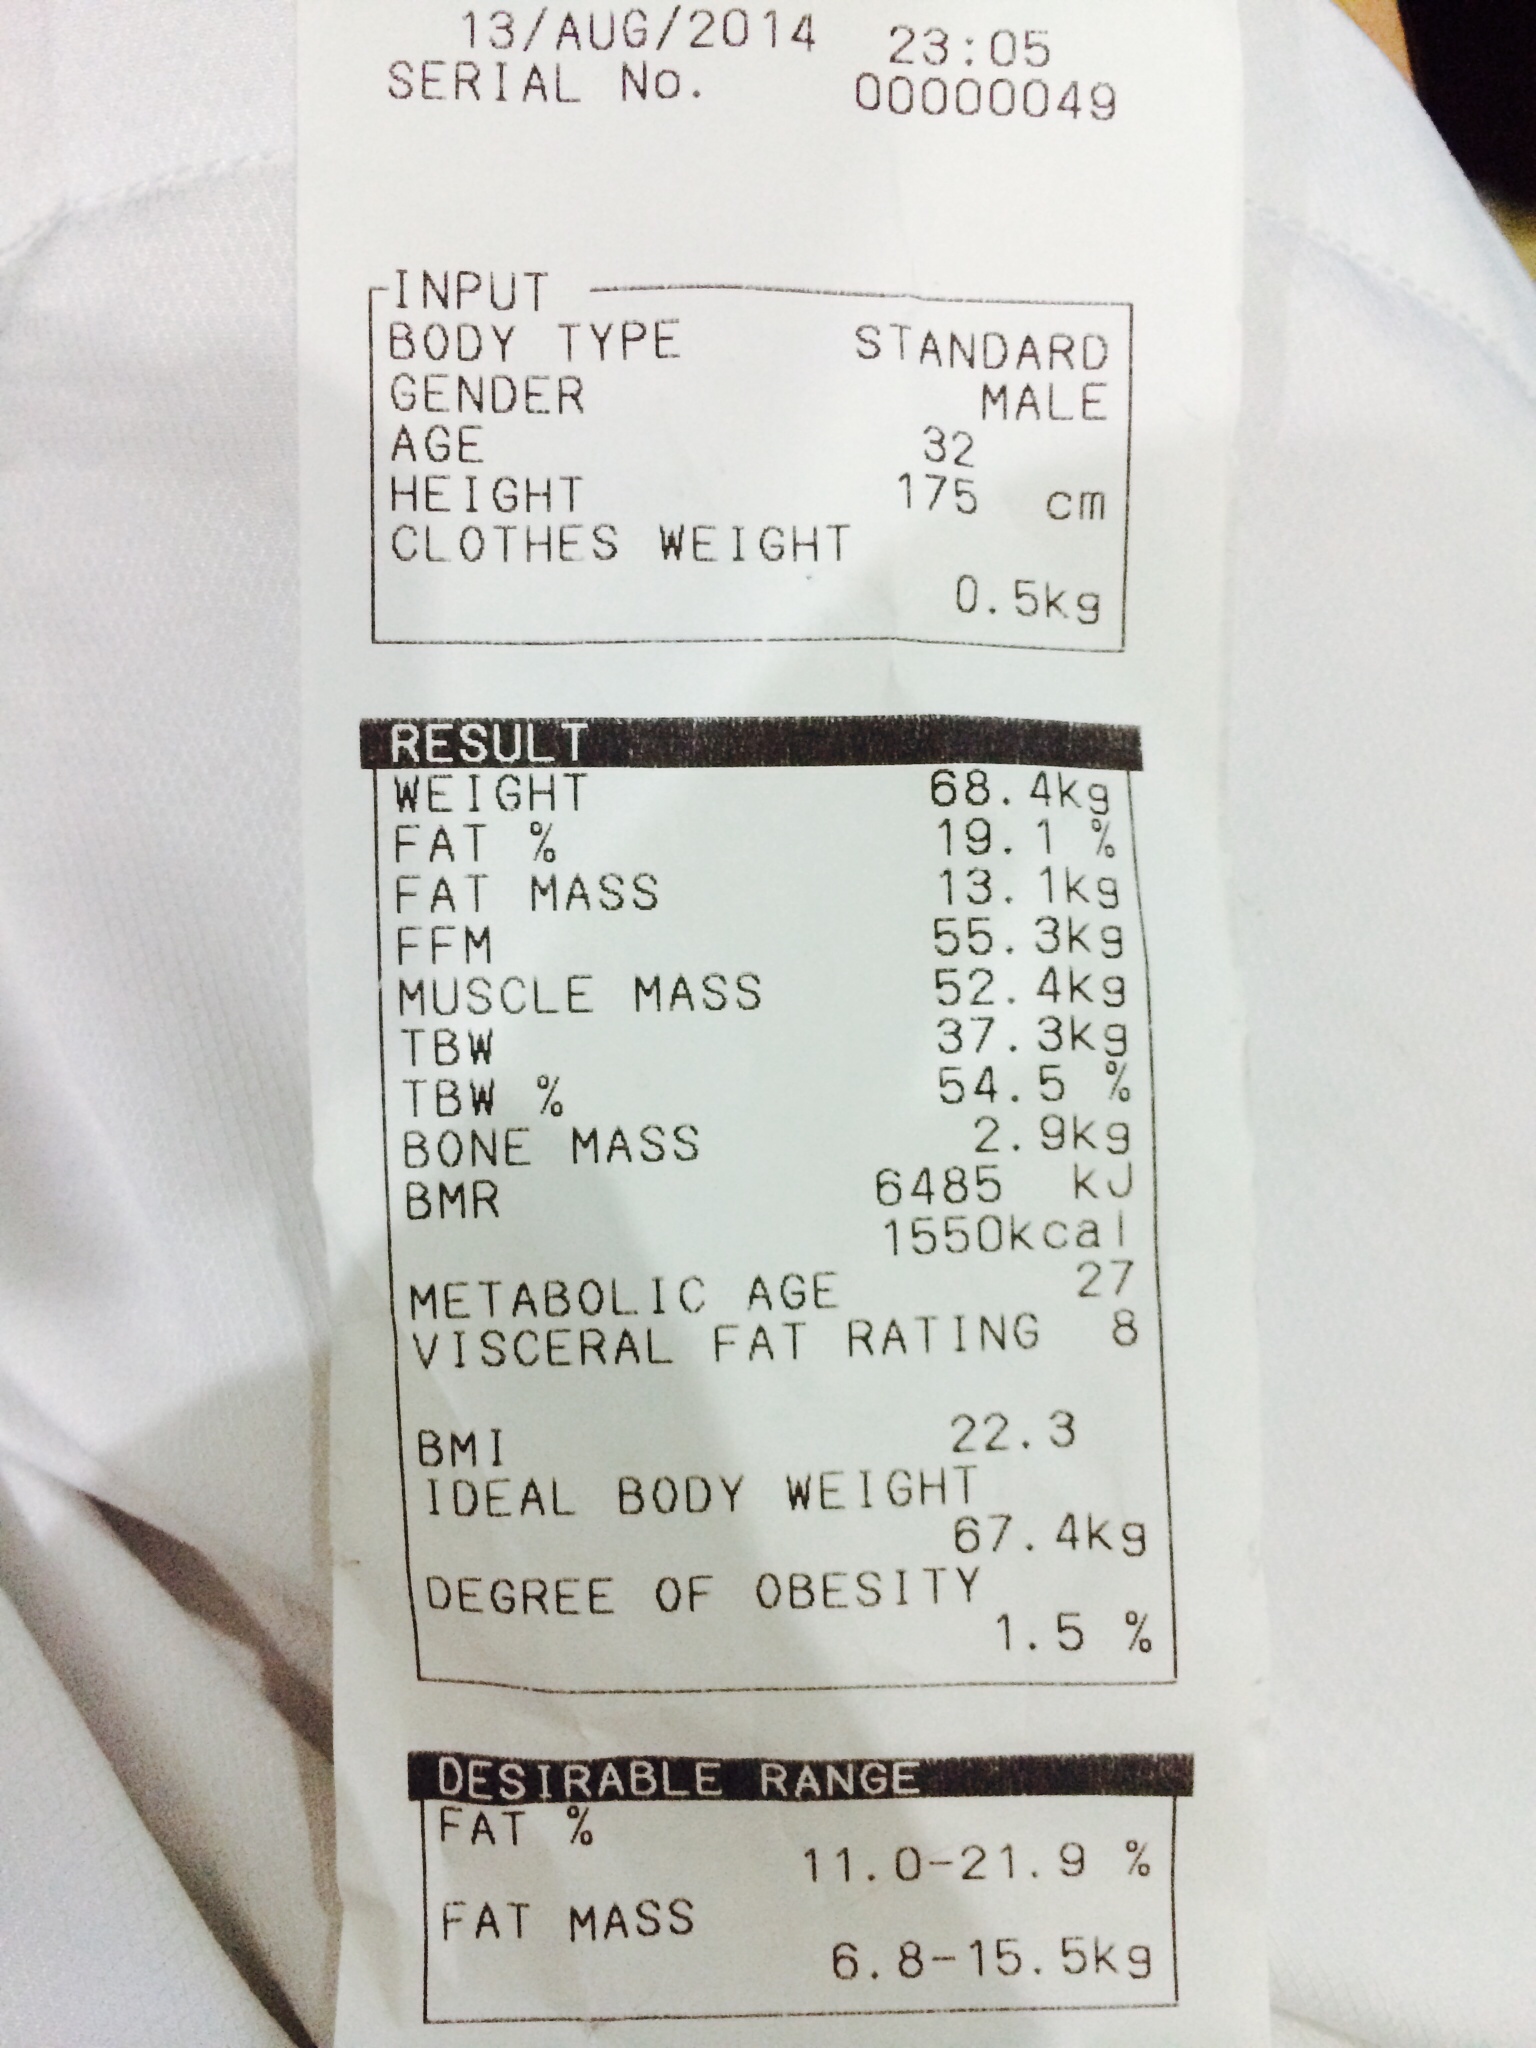 13/AUG/2014 23:05
SERIAL No. 00000049
INPUT
BODY TYPE STANDARD
GENDER MALE
AGE 32
HEIGHT 175 cm
CLOTHES WEIGHT
0.5kg
RESULT
WEIGHT 68.4kg
FAT % 19.1 %
FAT MASS 13.1kg
FFM 55.3kg
MUSCLE MASS 52.4kg
TBW 37.3kg
TBW % 54.5 %
BONE MASS 2.9kg
BMR 6485 kJ
1550kcal
METABOLIC AGE 27
VISCERAL FAT RATING 8
BMI 22.3
IDEAL BODY WEIGHT
67.4kg
DEGREE OF OBESITY
1.5 %
DESIRABLE RANGE
FAT %
11.0-21.9 %
FAT MASS
6.8-15.5kg